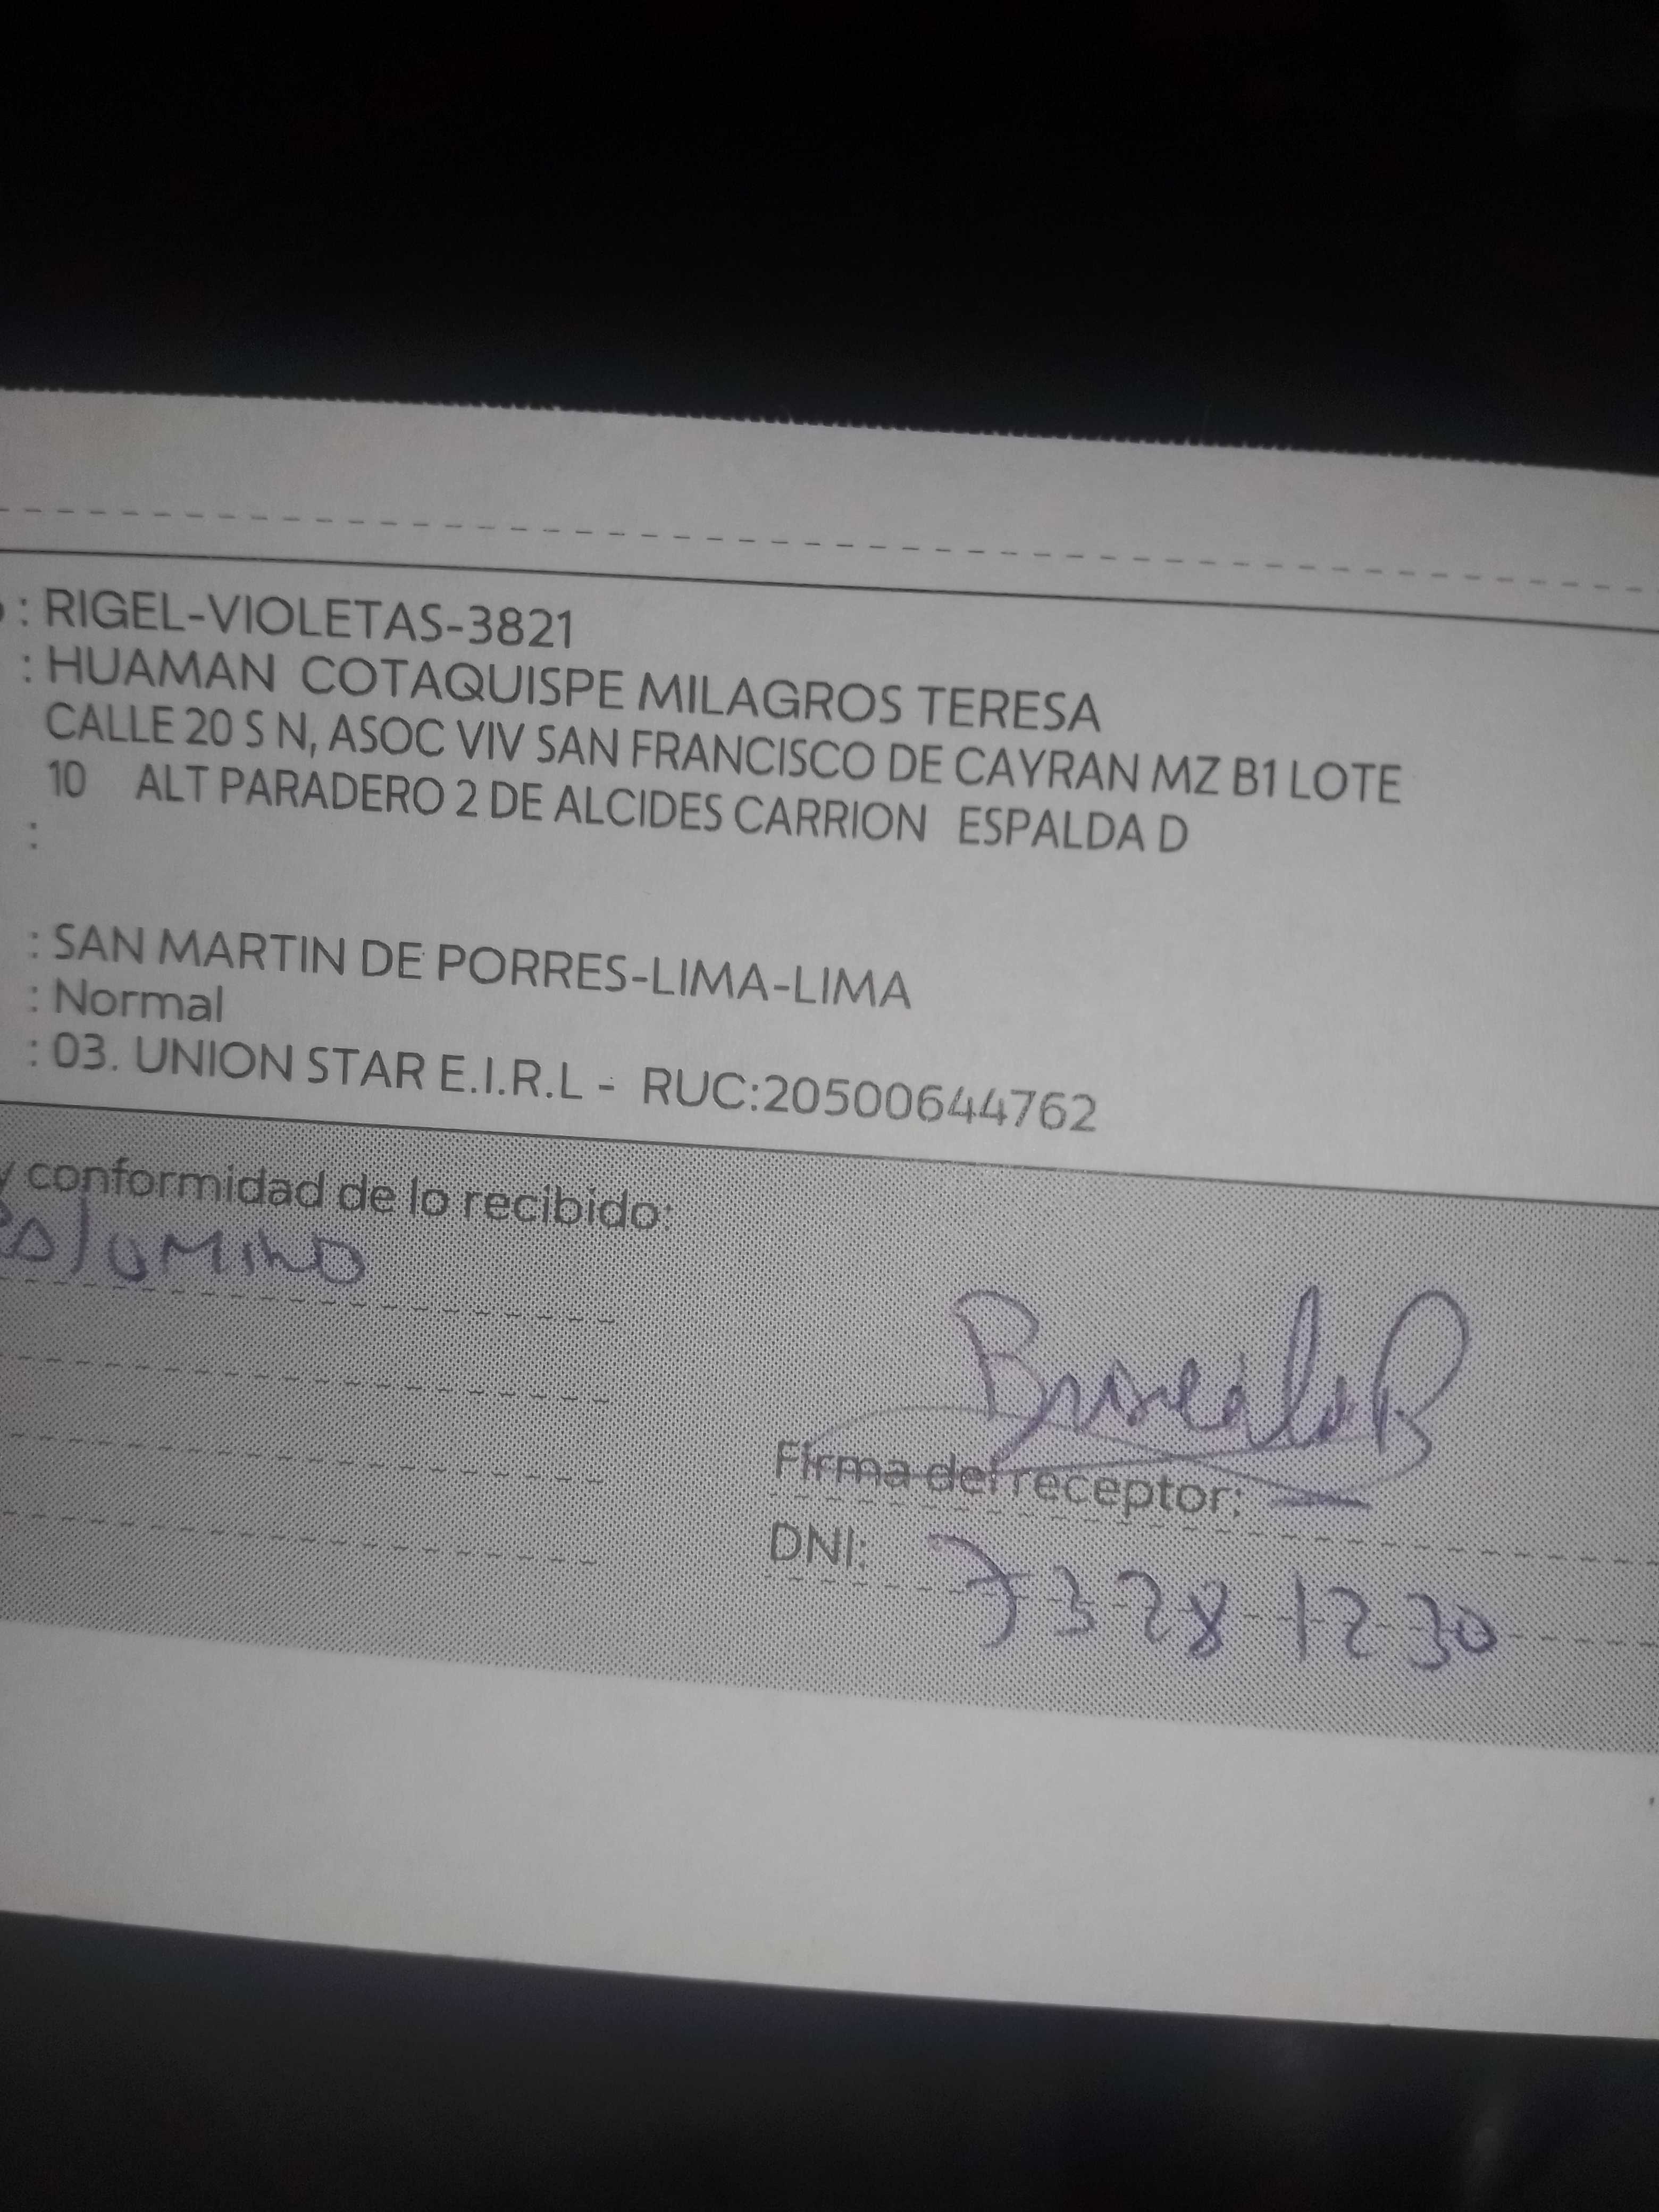 : RIGEL-VIOLETAS-3821
: HUAMAN COTAQUISPE MILAGROS TERESA
CALLE 20 S N, ASOC VIV SAN FRANCISCO DE CAYRAN MZ B1 LOTE
10 ALT PARADERO 2 DE ALCIDES CARRION ESPALDA D
:
: SAN MARTIN DE PORRES-LIMA-LIMA
: Normal
: 03. UNION STAR E.I.R.L - RUC:20500644762
y conformidad de lo recibido:
Firma del receptor:
DNI: 73281230